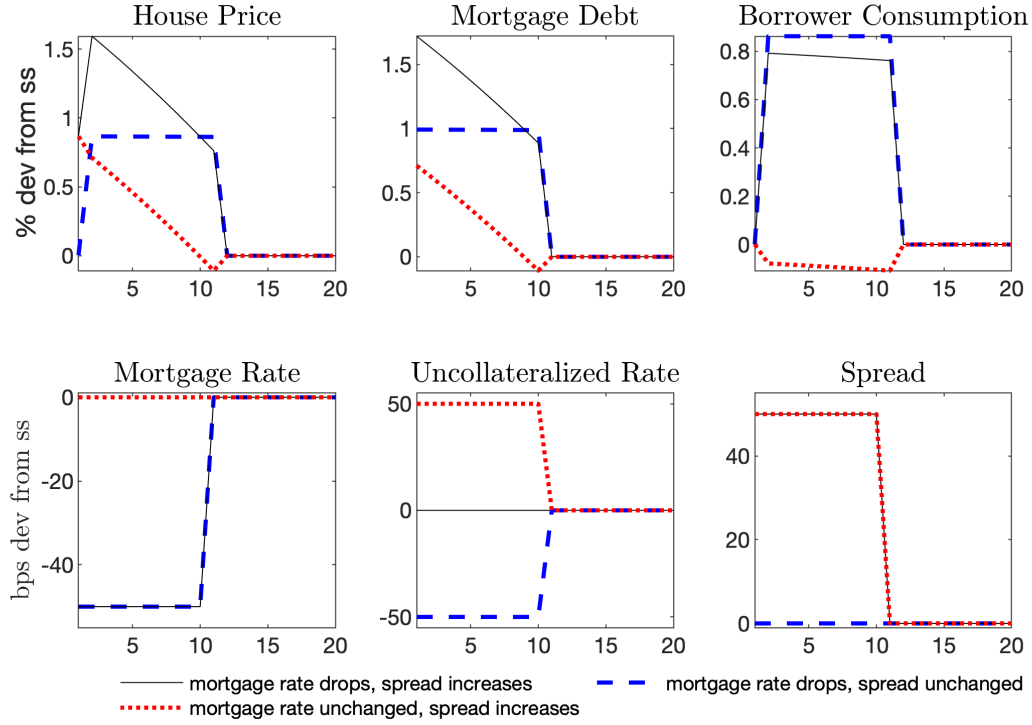 House Price Mortgage Debt Borrower Consumption
% dev from ss
1.5
1
0.5
0
5 10 15 20
1.5
1
0.5
0
5 10 15 20
0.8
0.6
0.4
0.2
0
5 10 15 20
Mortgage Rate Uncollateralized Rate Spread
bps dev from ss
0
-20
-40
5 10 15 20
50
0
-50
5 10 15 20
40
20
0
5 10 15 20
mortgage rate drops, spread increases mortgage rate drops, spread unchanged
mortgage rate unchanged, spread increases